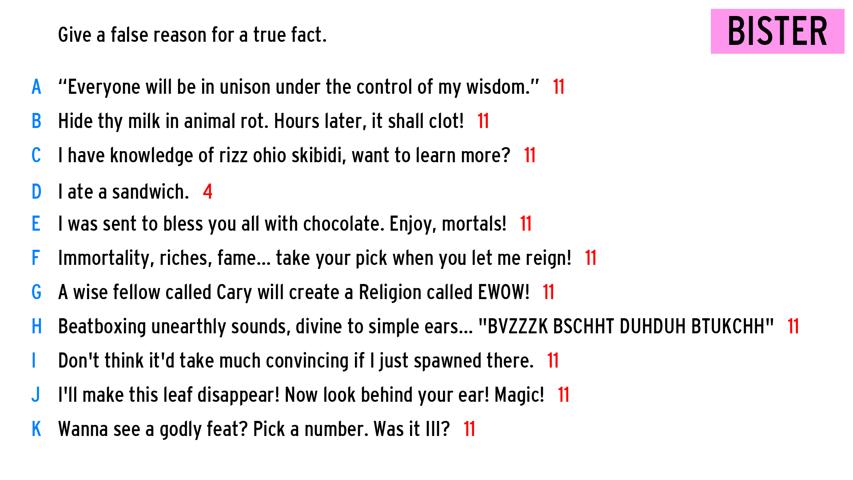 Give a false reason for a true fact.
BISTER
A “Everyone will be in unison under the control of my wisdom.” 11
B Hide thy milk in animal rot. Hours later, it shall clot! 11
C I have knowledge of rizz ohio skibidi, want to learn more? 11
D I ate a sandwich. 4
E I was sent to bless you all with chocolate. Enjoy, mortals! 11
F Immortality, riches, fame... take your pick when you let me reign! 11
G A wise fellow called Cary will create a Religion called EWOW! 11
H Beatboxing unearthly sounds, divine to simple ears... "BVZZZK BSCHHT DUHDUH BTUKCHH" 11
I Don't think it'd take much convincing if I just spawned there. 11
J I'll make this leaf disappear! Now look behind your ear! Magic! 11
K Wanna see a godly feat? Pick a number. Was it III? 11